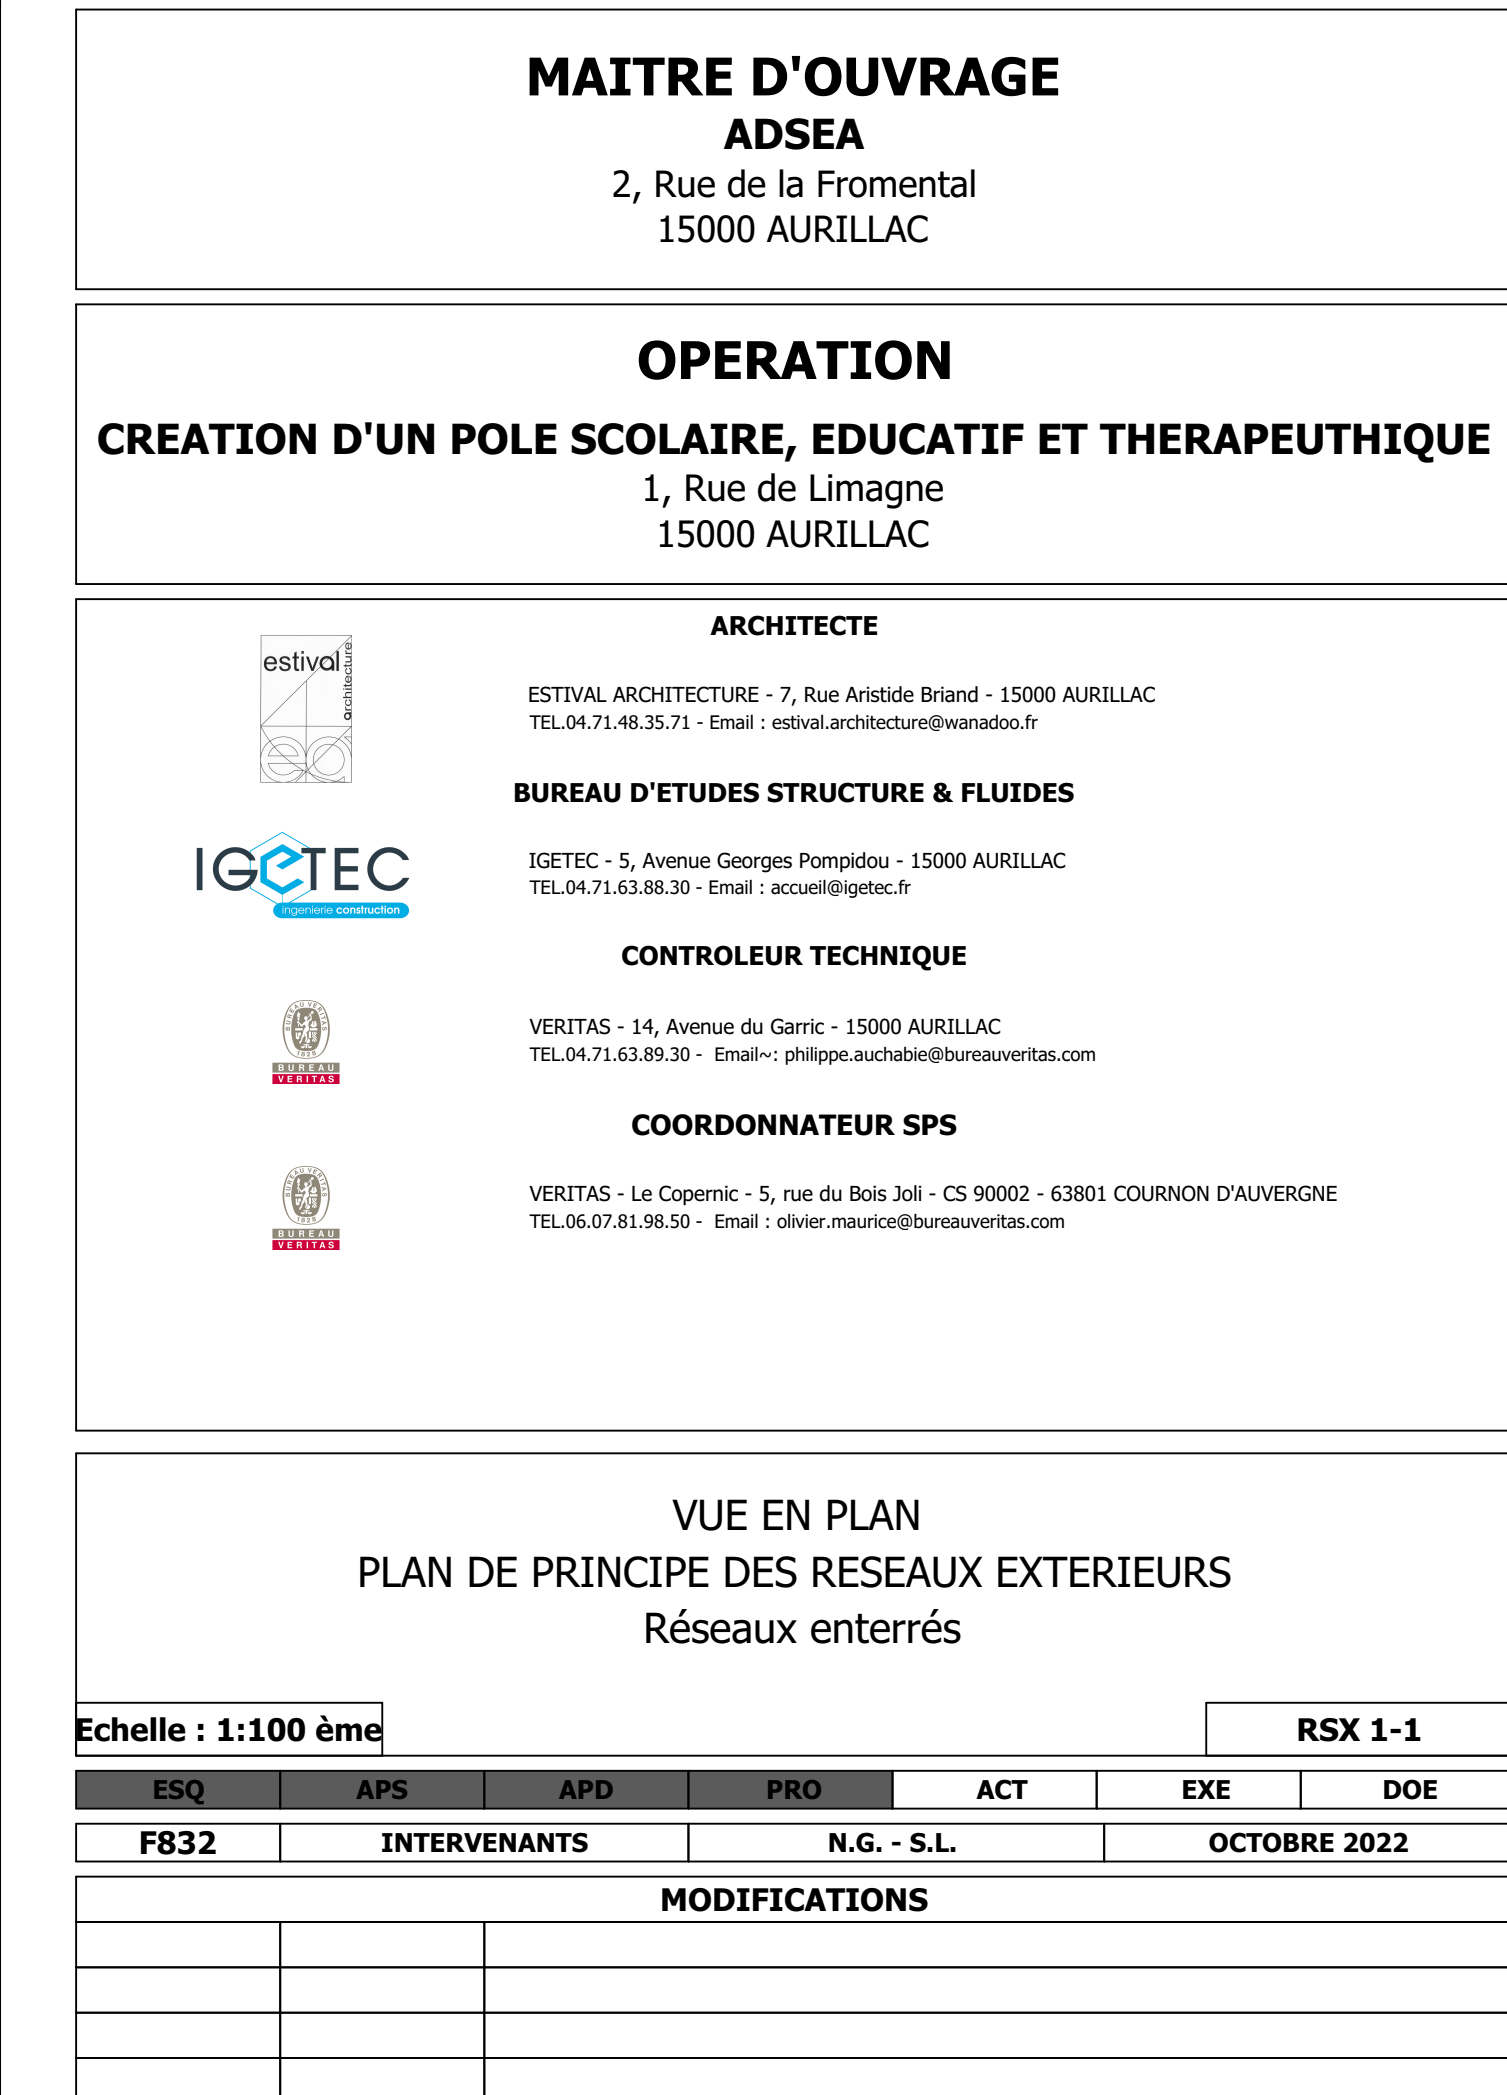 MAITRE D'OUVRAGE
ADSEA
2, Rue de la Fromental
15000 AURILLAC
OPERATION
CREATION D'UN POLE SCOLAIRE, EDUCATIF ET THERAPEUTHIQUE
1, Rue de Limagne
15000 AURILLAC
ARCHITECTE
estival
architecture
ea
ESTIVAL ARCHITECTURE - 7, Rue Aristide Briand - 15000 AURILLAC
TEL.04.71.48.35.71 - Email : estival.architecture@wanadoo.fr
BUREAU D'ETUDES STRUCTURE & FLUIDES
IGETEC
ingenierie construction
IGETEC - 5, Avenue Georges Pompidou - 15000 AURILLAC
TEL.04.71.63.88.30 - Email : accueil@igetec.fr
CONTROLEUR TECHNIQUE
BUREAU VERITAS
1828
BUREAU
VERITAS
VERITAS - 14, Avenue du Garric - 15000 AURILLAC
TEL.04.71.63.89.30 - Email~: philippe.auchabie@bureauveritas.com
COORDONNATEUR SPS
BUREAU VERITAS
1828
BUREAU
VERITAS
VERITAS - Le Copernic - 5, rue du Bois Joli - CS 90002 - 63801 COURNON D'AUVERGNE
TEL.06.07.81.98.50 - Email : olivier.maurice@bureauveritas.com
VUE EN PLAN
PLAN DE PRINCIPE DES RESEAUX EXTERIEURS
Réseaux enterrés
Echelle : 1:100 ème
RSX 1-1
ESQ APS APD PRO ACT EXE DOE
F832 INTERVENANTS N.G. - S.L. OCTOBRE 2022
MODIFICATIONS